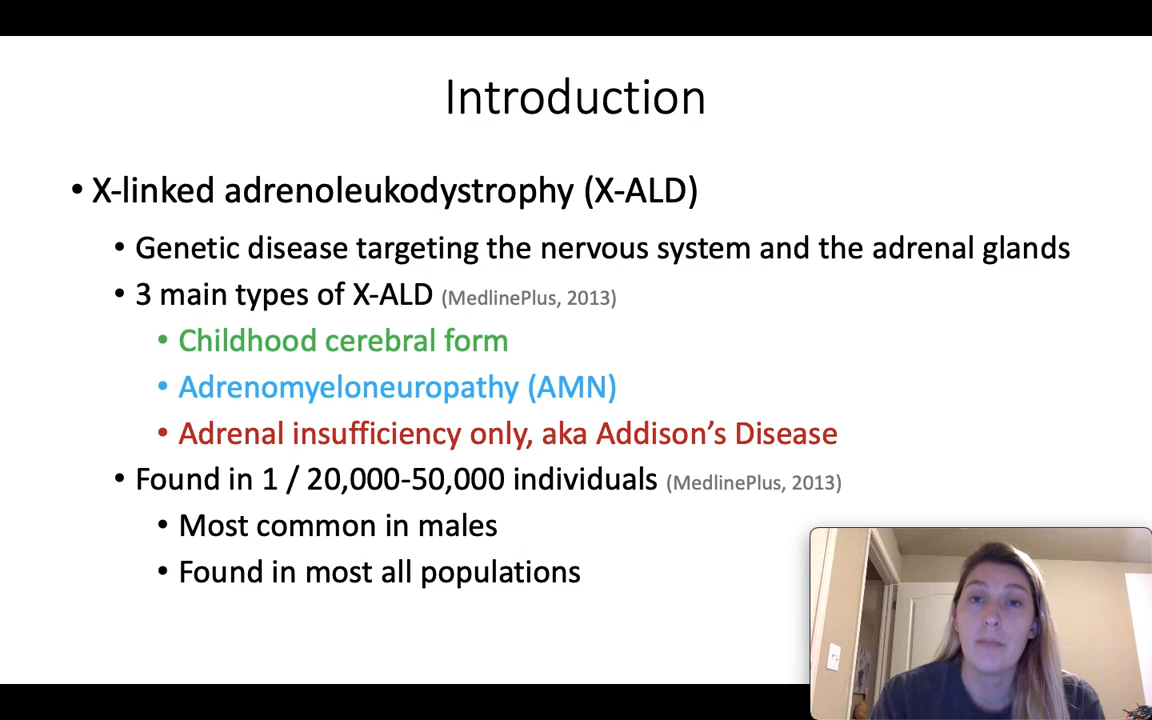 Introduction
• X-linked adrenoleukodystrophy (X-ALD)
• Genetic disease targeting the nervous system and the adrenal glands
• 3 main types of X-ALD (MedlinePlus, 2013)
• Childhood cerebral form
• Adrenomyeloneuropathy (AMN)
• Adrenal insufficiency only, aka Addison’s Disease
• Found in 1 / 20,000-50,000 individuals (MedlinePlus, 2013)
• Most common in males
• Found in most all populations